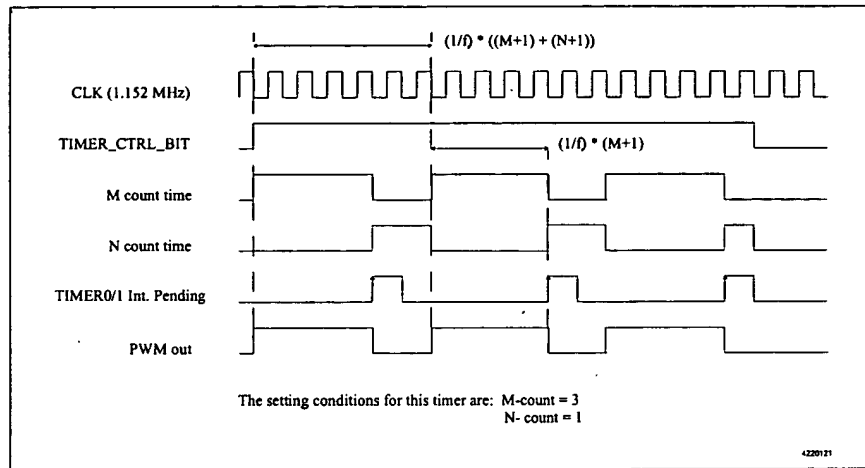 (1/f) * ((M+1) + (N+1))
CLK (1.152 MHz)
TIMER_CTRL_BIT
(1/f) * (M+1)
M count time
N count time
TIMER0/1 Int. Pending
PWM out
The setting conditions for this timer are: M-count = 3
N- count = 1
4220121